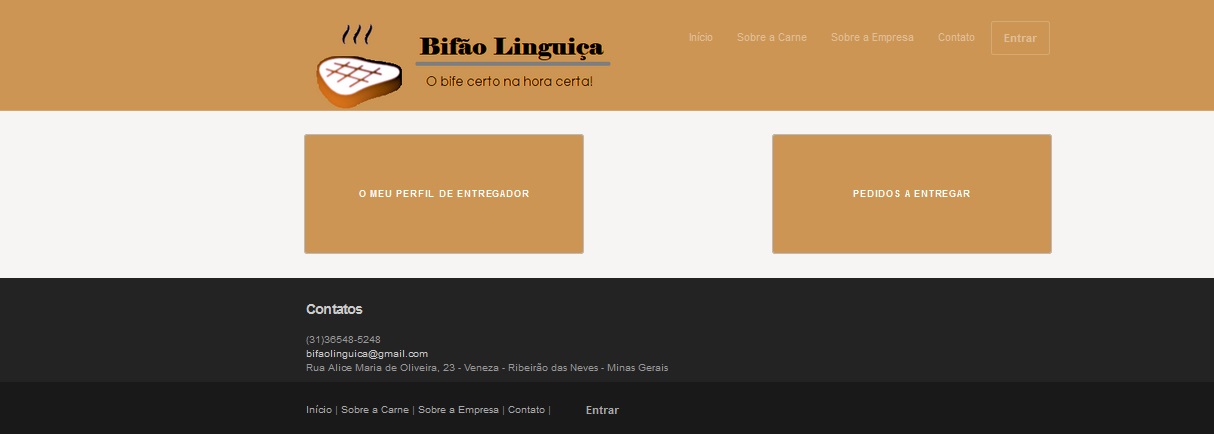 Bifão Linguiça
O bife certo na hora certa!
Início Sobre a Carne Sobre a Empresa Contato Entrar
O MEU PERFIL DE ENTREGADOR
PEDIDOS A ENTREGAR
Contatos
(31)36548-5248
bifaolinguica@gmail.com
Rua Alice Maria de Oliveira, 23 - Veneza - Ribeirão das Neves - Minas Gerais
Início | Sobre a Carne | Sobre a Empresa | Contato | Entrar